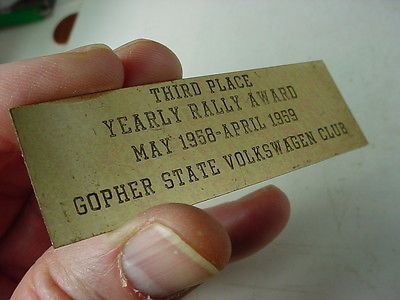 THIRD PLACE
YEARLY RALLY AWARD
MAY 1958-APRIL 1959
GOPHER STATE VOLKSWAGEN CLUB